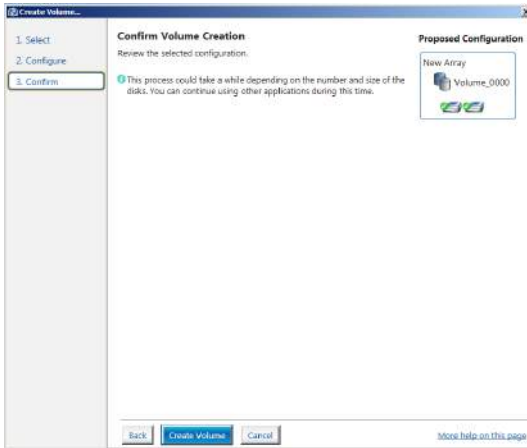 Create Volume...
1. Select
2. Configure
3. Confirm
Confirm Volume Creation
Review the selected configuration.
This process could take a while depending on the number and size of the
disks. You can continue using other applications during this time.
Proposed Configuration
New Array
Volume_0000
Back
Create Volume
Cancel
More help on this page